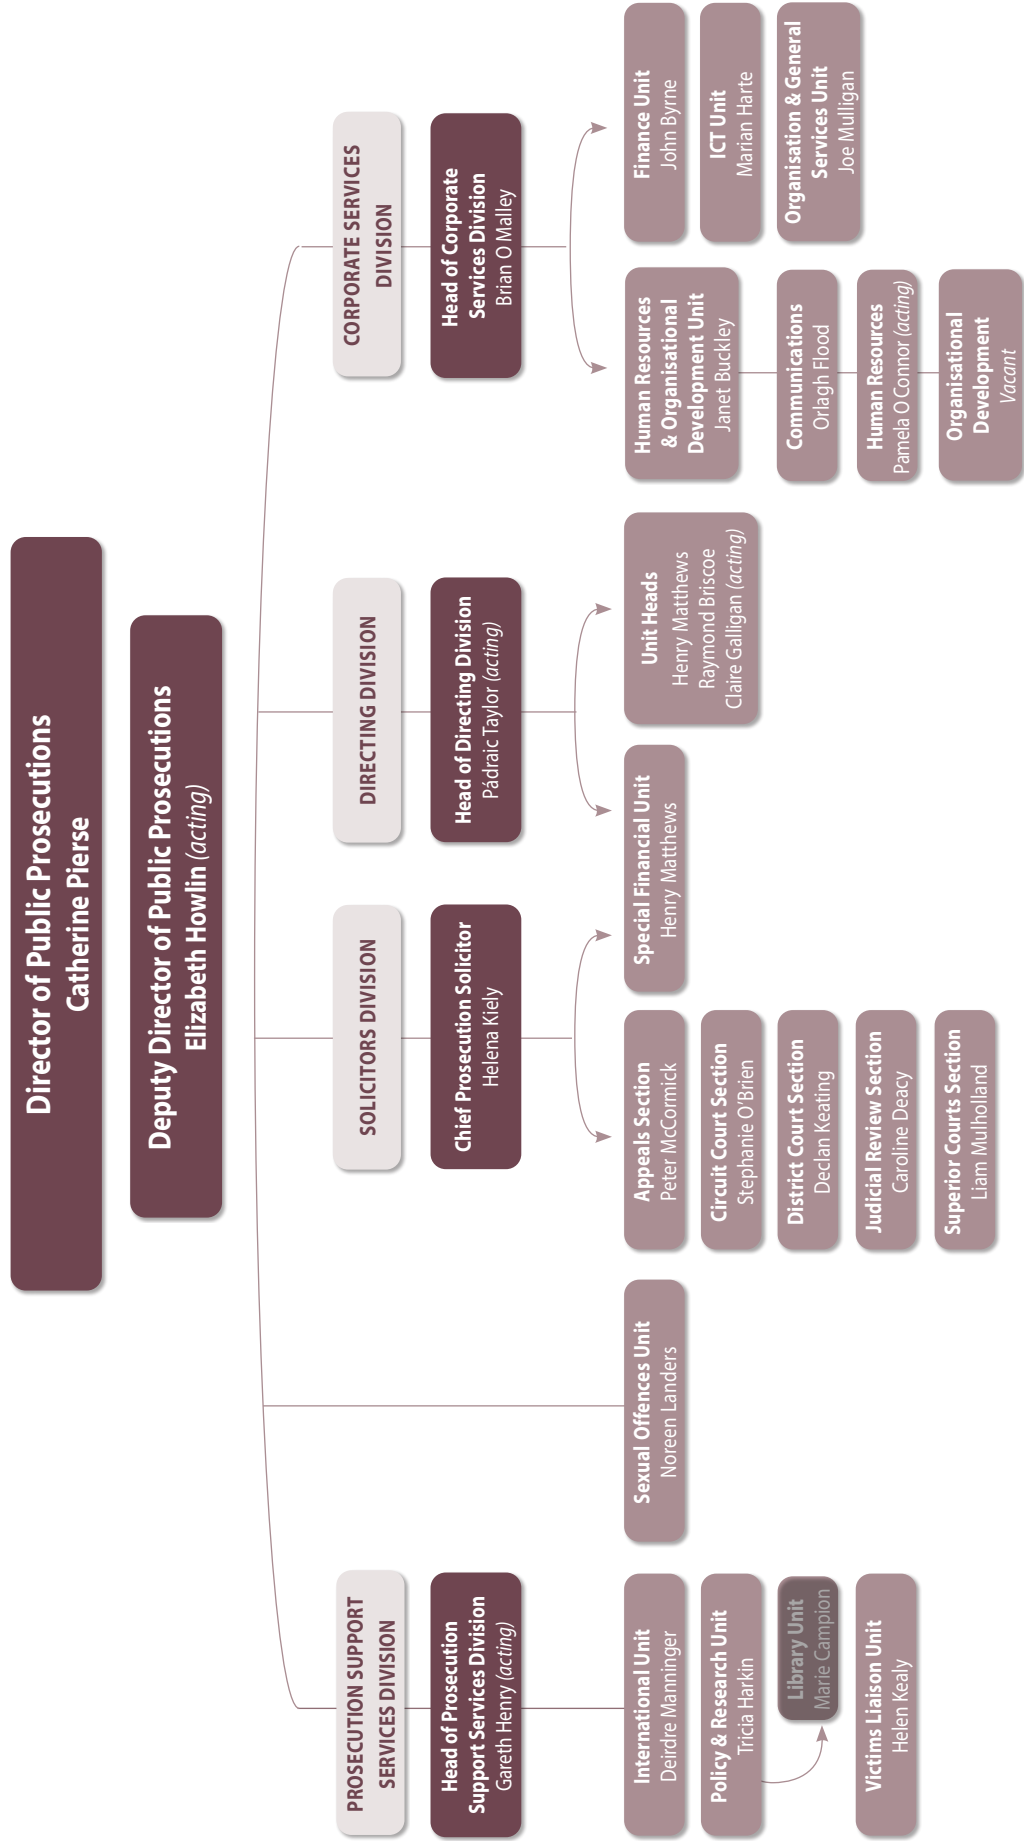 Director of Public Prosecutions
Catherine Pierse
Deputy Director of Public Prosecutions
Elizabeth Howlin (acting)
PROSECUTION SUPPORT
SERVICES DIVISION
Head of Prosecution
Support Services Division
Gareth Henry (acting)
International Unit
Deirdre Manninger
Policy & Research Unit
Tricia Harkin
Library Unit
Marie Campion
Victims Liaison Unit
Helen Kealy
Sexual Offences Unit
Noreen Landers
SOLICITORS DIVISION
Chief Prosecution Solicitor
Helena Kiely
Appeals Section
Peter McCormick
Circuit Court Section
Stephanie O'Brien
District Court Section
Declan Keating
Judicial Review Section
Caroline Deacy
Superior Courts Section
Liam Mulholland
Special Financial Unit
Henry Matthews
DIRECTING DIVISION
Head of Directing Division
Pádraic Taylor (acting)
Unit Heads
Henry Matthews
Raymond Briscoe
Claire Galligan (acting)
CORPORATE SERVICES
DIVISION
Head of Corporate
Services Division
Brian O Malley
Human Resources
& Organisational
Development Unit
Janet Buckley
Communications
Orlagh Flood
Human Resources
Pamela O Connor (acting)
Organisational
Development
Vacant
Finance Unit
John Byrne
ICT Unit
Marian Harte
Organisation & General
Services Unit
Joe Mulligan